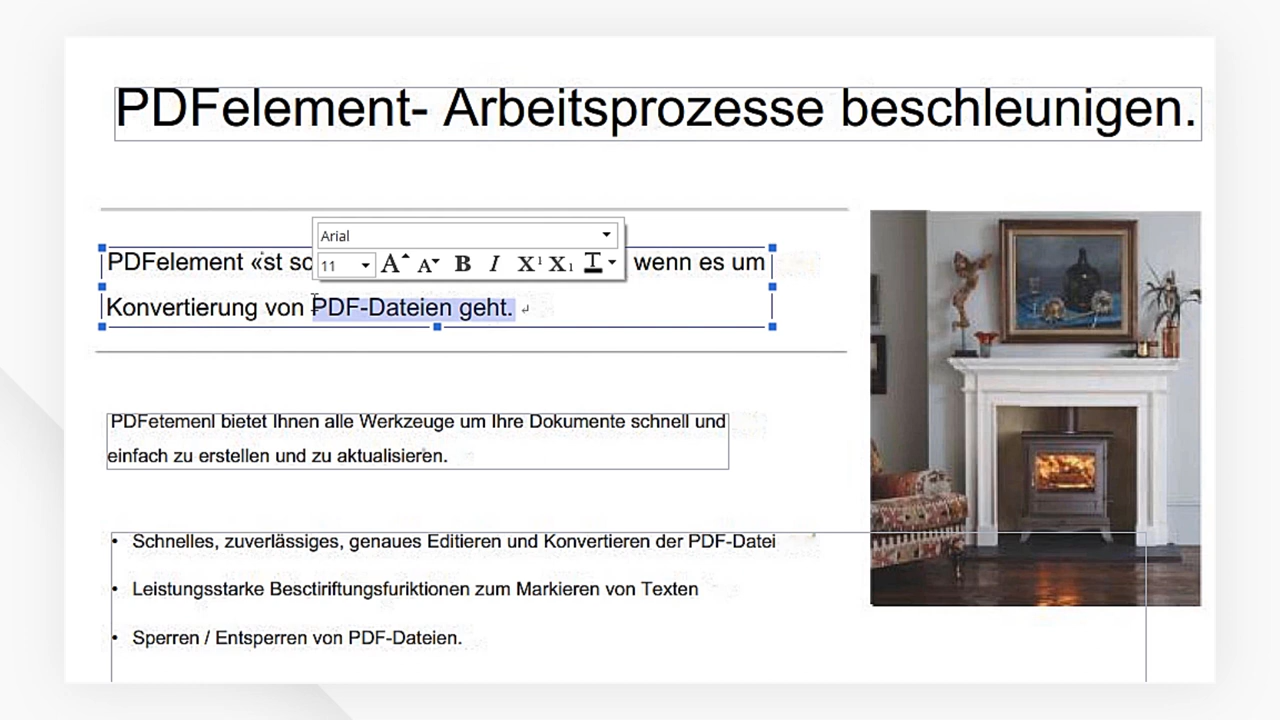 PDFelement- Arbeitsprozesse beschleunigen.
Arial
11 A A B I X¹ X₁ T
PDFelement «st sc wenn es um
Konvertierung von PDF-Dateien geht.
PDFetemenl bietet Ihnen alle Werkzeuge um Ihre Dokumente schnell und
einfach zu erstellen und zu aktualisieren.
• Schnelles, zuverlässiges, genaues Editieren und Konvertieren der PDF-Datei
• Leistungsstarke Besctiriftungsfuriktionen zum Markieren von Texten
• Sperren / Entsperren von PDF-Dateien.